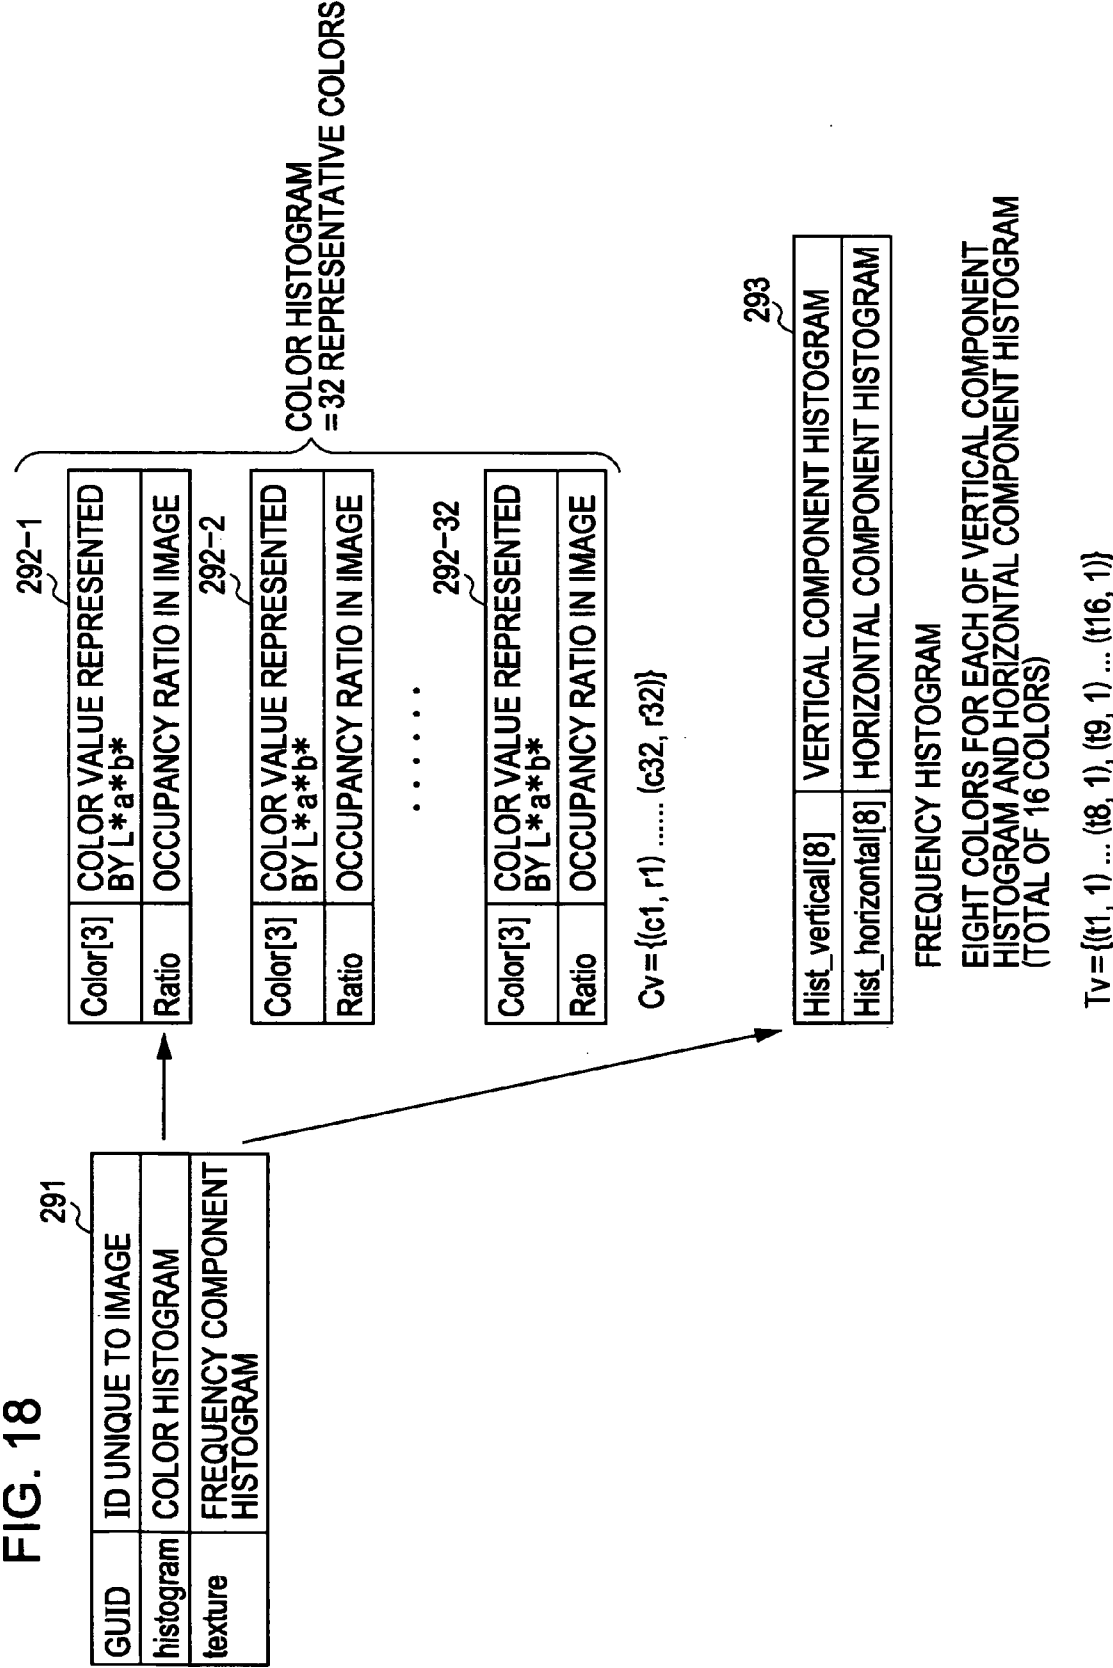 FIG. 18
291
GUID ID UNIQUE TO IMAGE
histogram COLOR HISTOGRAM
texture FREQUENCY COMPONENT
HISTOGRAM
292-1
Color[3] COLOR VALUE REPRESENTED
BY L*a*b*
Ratio OCCUPANCY RATIO IN IMAGE
292-2
Color[3] COLOR VALUE REPRESENTED
BY L*a*b*
Ratio OCCUPANCY RATIO IN IMAGE
......
292-32
Color[3] COLOR VALUE REPRESENTED
BY L*a*b*
Ratio OCCUPANCY RATIO IN IMAGE
COLOR HISTOGRAM
=32 REPRESENTATIVE COLORS
Cv={(c1, r1) ...... (c32, r32)}
293
Hist_vertical[8] VERTICAL COMPONENT HISTOGRAM
Hist_horizontal[8] HORIZONTAL COMPONENT HISTOGRAM
FREQUENCY HISTOGRAM
EIGHT COLORS FOR EACH OF VERTICAL COMPONENT
HISTOGRAM AND HORIZONTAL COMPONENT HISTOGRAM
(TOTAL OF 16 COLORS)
Tv={(t1, 1) ... (t8, 1), (t9, 1) ... (t16, 1)}